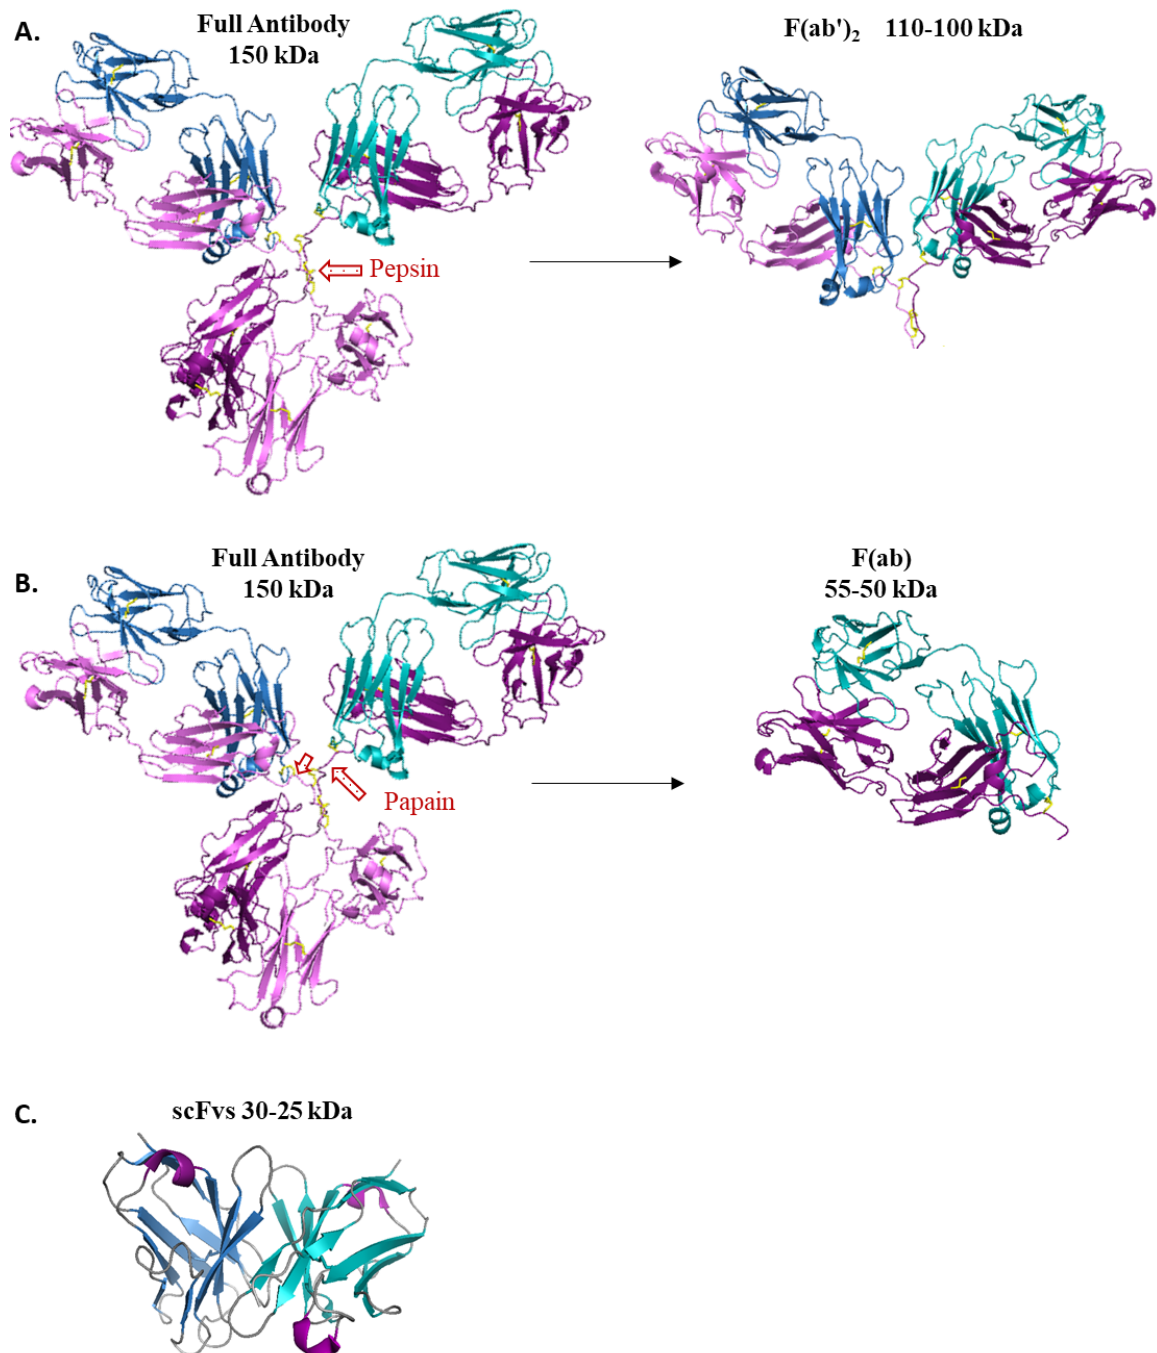 A.
Full Antibody
150 kDa
F(ab')₂ 110-100 kDa
Pepsin
B.
Full Antibody
150 kDa
F(ab)
55-50 kDa
Papain
C.
scFvs 30-25 kDa